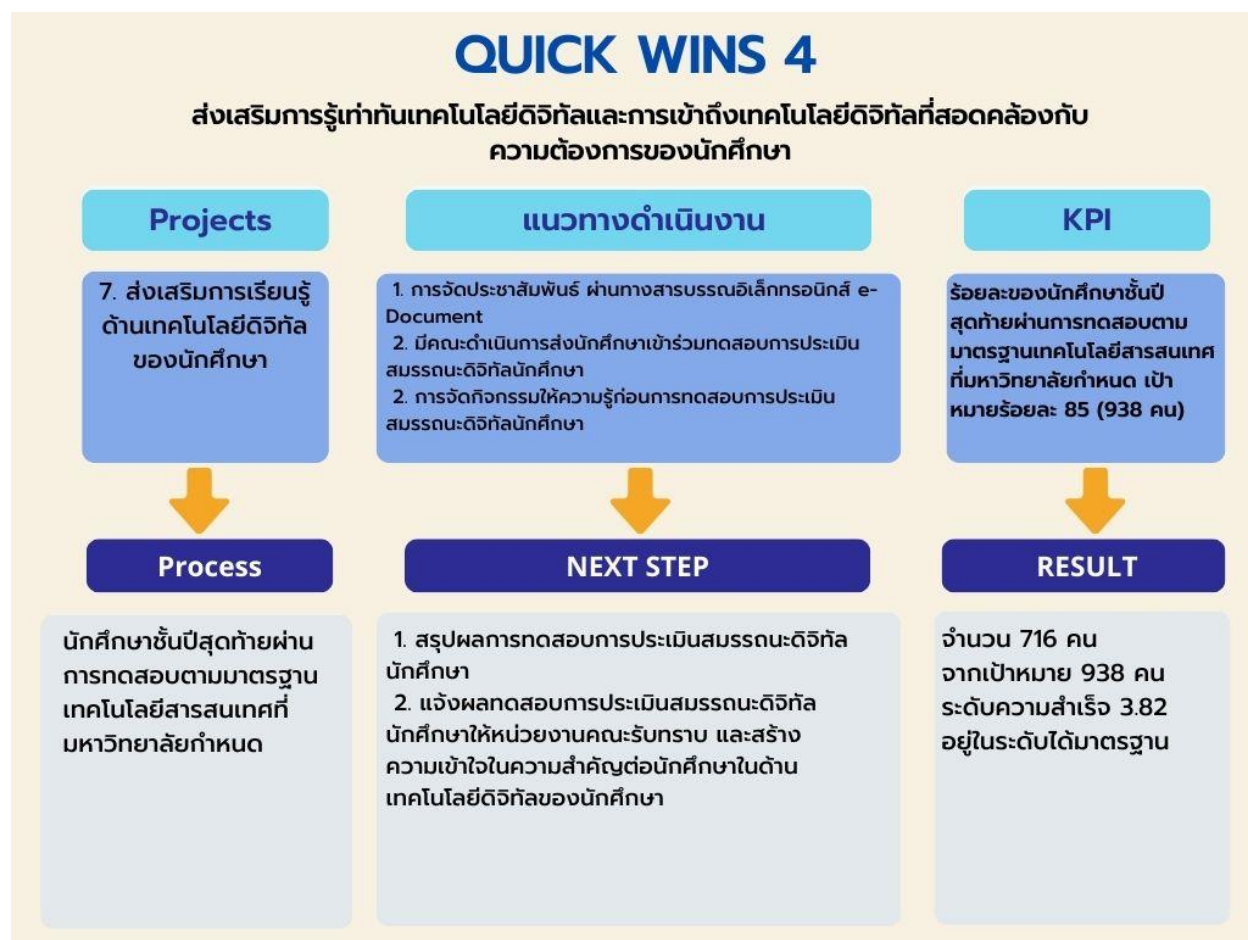 QUICK WINS 4
ส่งเสริมการรู้เท่าทันเทคโนโลยีดิจิทัลและการเข้าถึงเทคโนโลยีดิจิทัลที่สอดคล้องกับ
ความต้องการของนักศึกษา
Projects
7. ส่งเสริมการเรียนรู้
ด้านเทคโนโลยีดิจิทัล
ของนักศึกษา
แนวทางดำเนินงาน
1. การจัดประชาสัมพันธ์ ผ่านทางสารบรรณอิเล็กทรอนิกส์ e-
Document
2. มีคณะดำเนินการส่งนักศึกษาเข้าร่วมทดสอบการประเมิน
สมรรถนะดิจิทัลนักศึกษา
2. การจัดกิจกรรมให้ความรู้ก่อนการทดสอบการประเมิน
สมรรถนะดิจิทัลนักศึกษา
KPI
ร้อยละของนักศึกษาชั้นปี
สุดท้ายผ่านการทดสอบตาม
มาตรฐานเทคโนโลยีสารสนเทศ
ที่มหาวิทยาลัยกำหนด เป้า
หมายร้อยละ 85 (938 คน)
Process
นักศึกษาชั้นปีสุดท้ายผ่าน
การทดสอบตามมาตรฐาน
เทคโนโลยีสารสนเทศที่
มหาวิทยาลัยกำหนด
NEXT STEP
1. สรุปผลการทดสอบการประเมินสมรรถนะดิจิทัล
นักศึกษา
2. แจ้งผลทดสอบการประเมินสมรรถนะดิจิทัล
นักศึกษาให้หน่วยงานคณะรับทราบ และสร้าง
ความเข้าใจในความสำคัญต่อนักศึกษาในด้าน
เทคโนโลยีดิจิทัลของนักศึกษา
RESULT
จำนวน 716 คน
จากเป้าหมาย 938 คน
ระดับความสำเร็จ 3.82
อยู่ในระดับได้มาตรฐาน